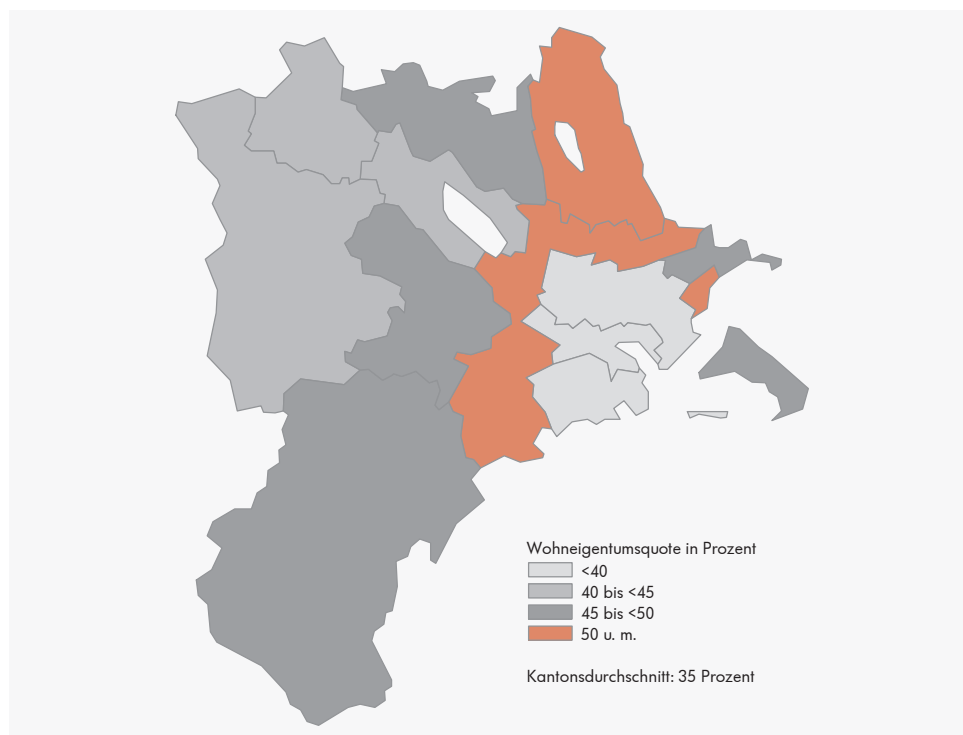 Wohneigentumsquote in Prozent
<40
40 bis <45
45 bis <50
50 u. m.
Kantonsdurchschnitt: 35 Prozent